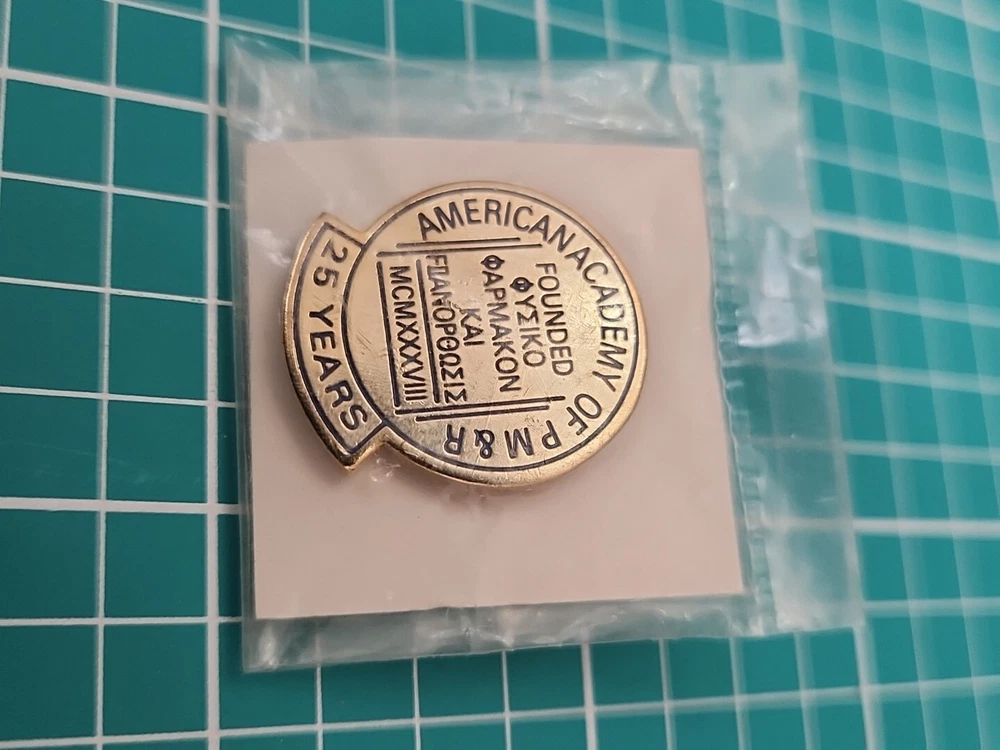 AMERICAN ACADEMY OF PM&R
FOUNDED
ΦΥΣΙΚΟ
ΦΑΡΜΑΚΟΝ
ΚΑΙ
ΕΠΑΝΟΡΘΩΣΙΣ
MCMXXXVIII
25 YEARS